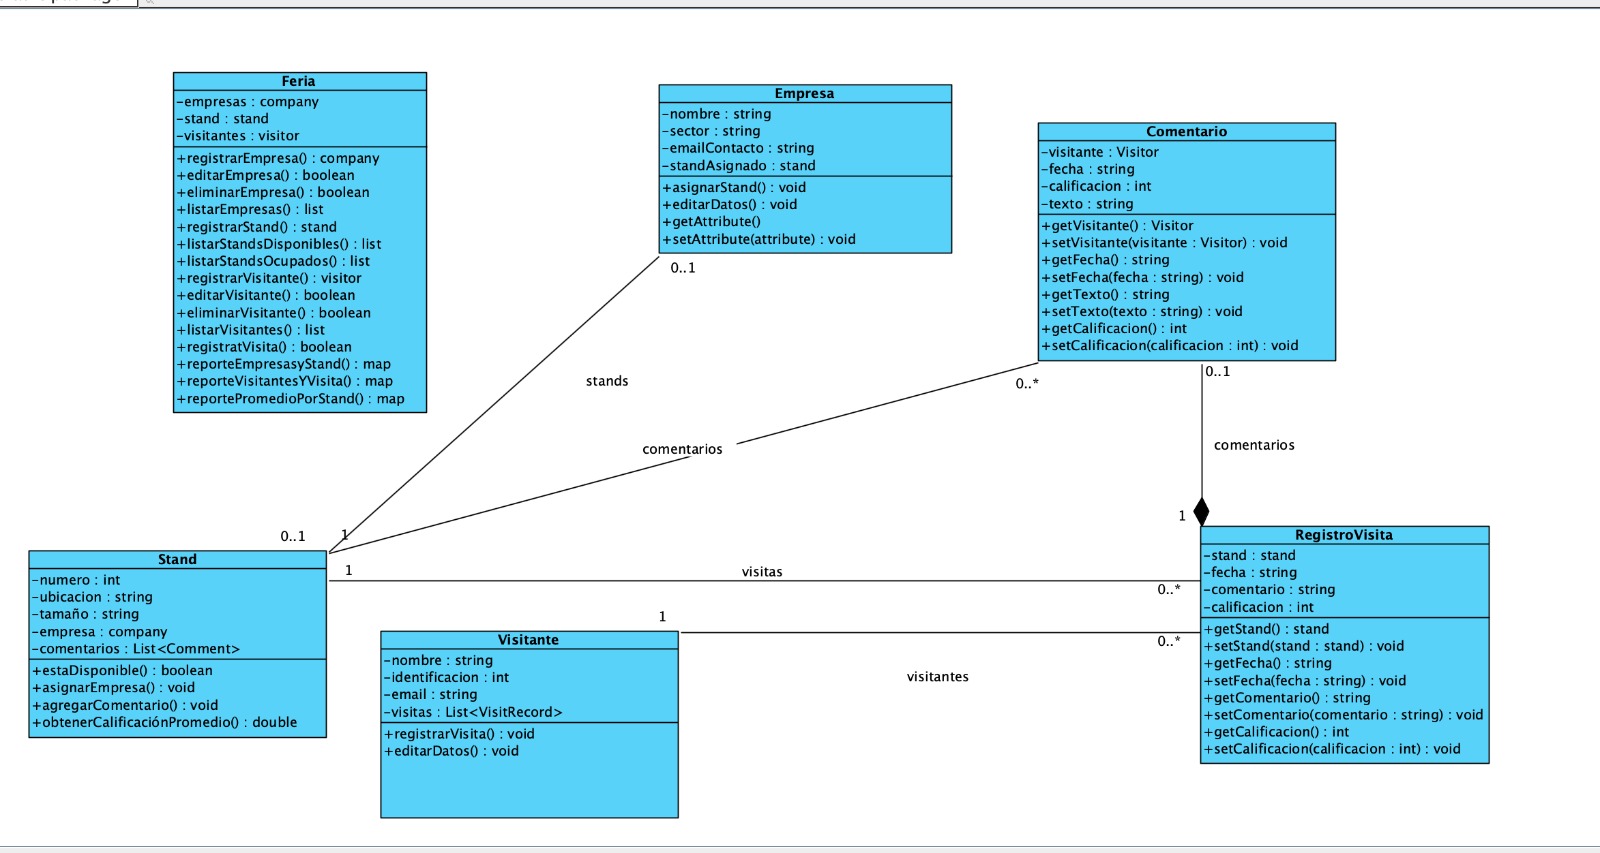 Feria
-empresas : company
-stand : stand
-visitantes : visitor
+registrarEmpresa() : company
+editarEmpresa() : boolean
+eliminarEmpresa() : boolean
+listarEmpresas() : list
+registrarStand() : stand
+listarStandsDisponibles() : list
+listarStandsOcupados() : list
+registrarVisitante() : visitor
+editarVisitante() : boolean
+eliminarVisitante() : boolean
+listarVisitantes() : list
+registratVisita() : boolean
+reporteEmpresasyStand() : map
+reporteVisitantesYVisita() : map
+reportePromedioPorStand() : map
Empresa
-nombre : string
-sector : string
-emailContacto : string
-standAsignado : stand
+asignarStand() : void
+editarDatos() : void
+getAttribute()
+setAttribute(attribute) : void
0..1
Comentario
-visitante : Visitor
-fecha : string
-calificacion : int
-texto : string
+getVisitante() : Visitor
+setVisitante(visitante : Visitor) : void
+getFecha() : string
+setFecha(fecha : string) : void
+getTexto() : string
+setTexto(texto : string) : void
+getCalificacion() : int
+setCalificacion(calificacion : int) : void
0..1
0..*
stands
comentarios
comentarios
1
0..1
1
Stand
-numero : int
-ubicacion : string
-tamaño : string
-empresa : company
-comentarios : List<Comment>
+estaDisponible() : boolean
+asignarEmpresa() : void
+agregarComentario() : void
+obtenerCalificaciónPromedio() : double
1
visitas
0..*
1
0..*
visitantes
Visitante
-nombre : string
-identificacion : int
-email : string
-visitas : List<VisitRecord>
+registrarVisita() : void
+editarDatos() : void
RegistroVisita
-stand : stand
-fecha : string
-comentario : string
-calificacion : int
+getStand() : stand
+setStand(stand : stand) : void
+getFecha() : string
+setFecha(fecha : string) : void
+getComentario() : string
+setComentario(comentario : string) : void
+getCalificacion() : int
+setCalificacion(calificacion : int) : void